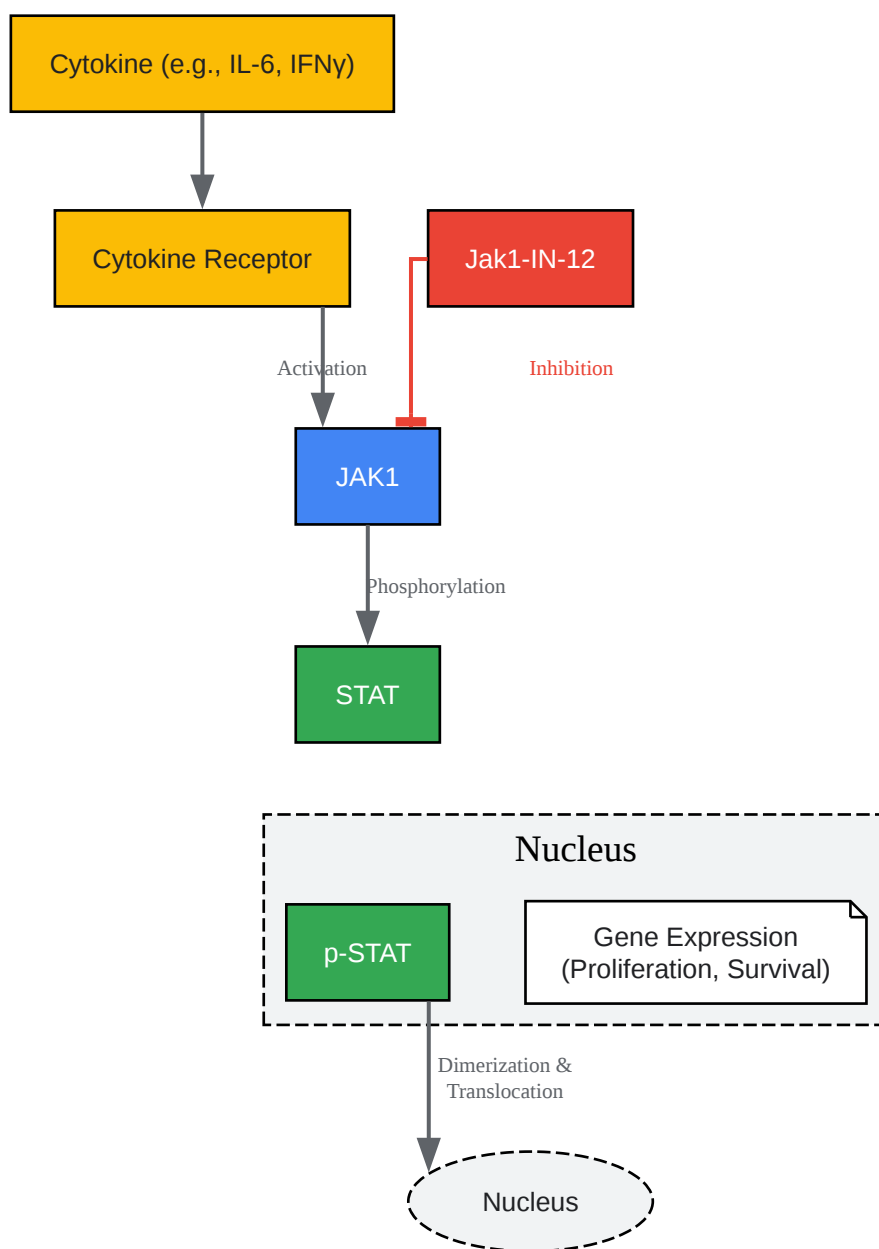 Cytokine (e.g., IL-6, IFNγ)
Cytokine Receptor
Jak1-IN-12
Activation
Inhibition
JAK1
Phosphorylation
STAT
Nucleus
p-STAT
Gene Expression
(Proliferation, Survival)
Dimerization &
Translocation
Nucleus